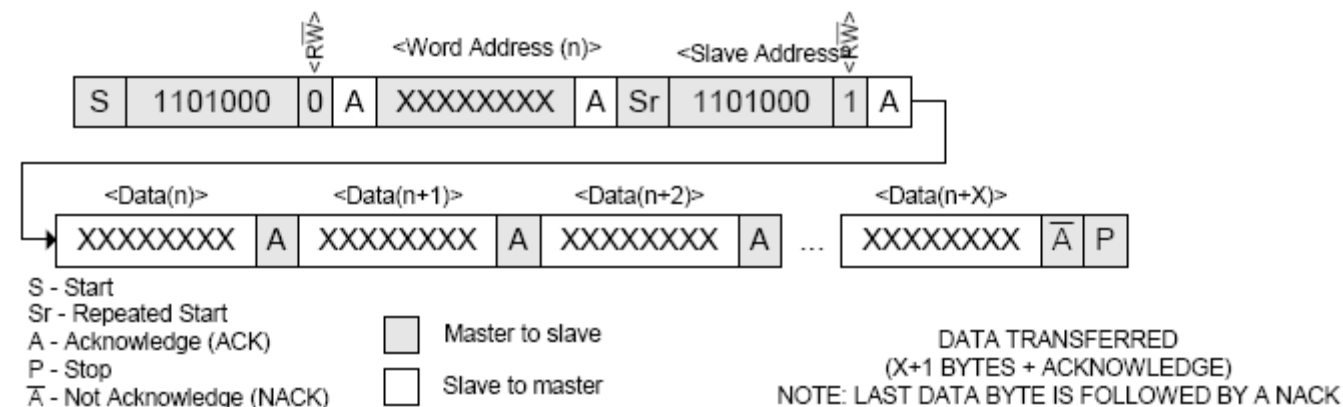 <RW̅> <Word Address (n)> <Slave Address> <RW̅>
S 1101000 0 A XXXXXXXX A Sr 1101000 1 A
<Data(n)> <Data(n+1)> <Data(n+2)> <Data(n+X)>
XXXXXXXX A XXXXXXXX A XXXXXXXX A ... XXXXXXXX A̅ P
S - Start
Sr - Repeated Start
A - Acknowledge (ACK)
P - Stop
A̅ - Not Acknowledge (NACK)
Master to slave
Slave to master
DATA TRANSFERRED
(X+1 BYTES + ACKNOWLEDGE)
NOTE: LAST DATA BYTE IS FOLLOWED BY A NACK